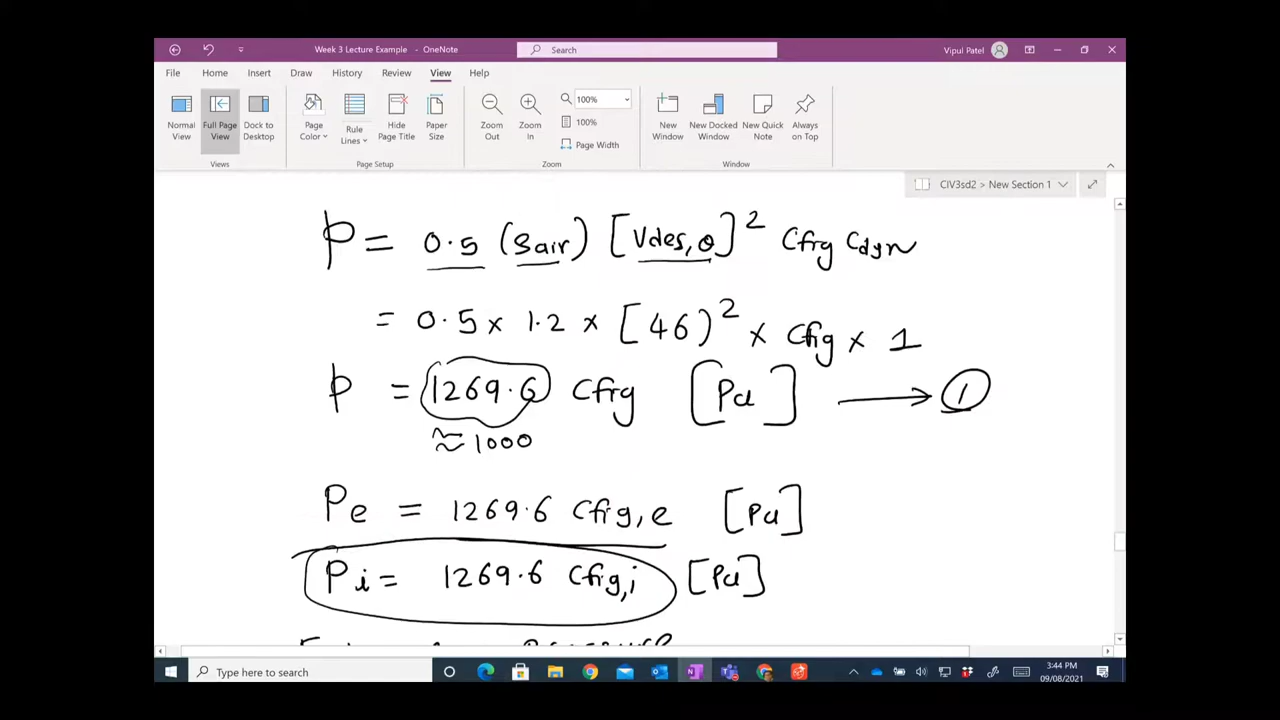 Week 3 Lecture Example - OneNote
Search
Vipul Patel
File Home Insert Draw History Review View Help
Normal View
Full Page View
Dock to Desktop
Page Color
Rule Lines
Hide Page Title
Paper Size
Zoom Out
Zoom In
100%
100%
Page Width
New Window
New Docked Window
New Quick Note
Always on Top
Views
Page Setup
Zoom
Window
CIV3sd2 > New Section 1
p = 0.5 (ρair) [Vdes,θ]² Cfig Cdyn
= 0.5 x 1.2 x [46]² x Cfig x 1
p = 1269.6 Cfig [Pa] → 1
≈ 1000
Pe = 1269.6 Cfig,e [Pa]
Pi = 1269.6 Cfig,i [Pa]
Type here to search
3:44 PM
09/08/2021